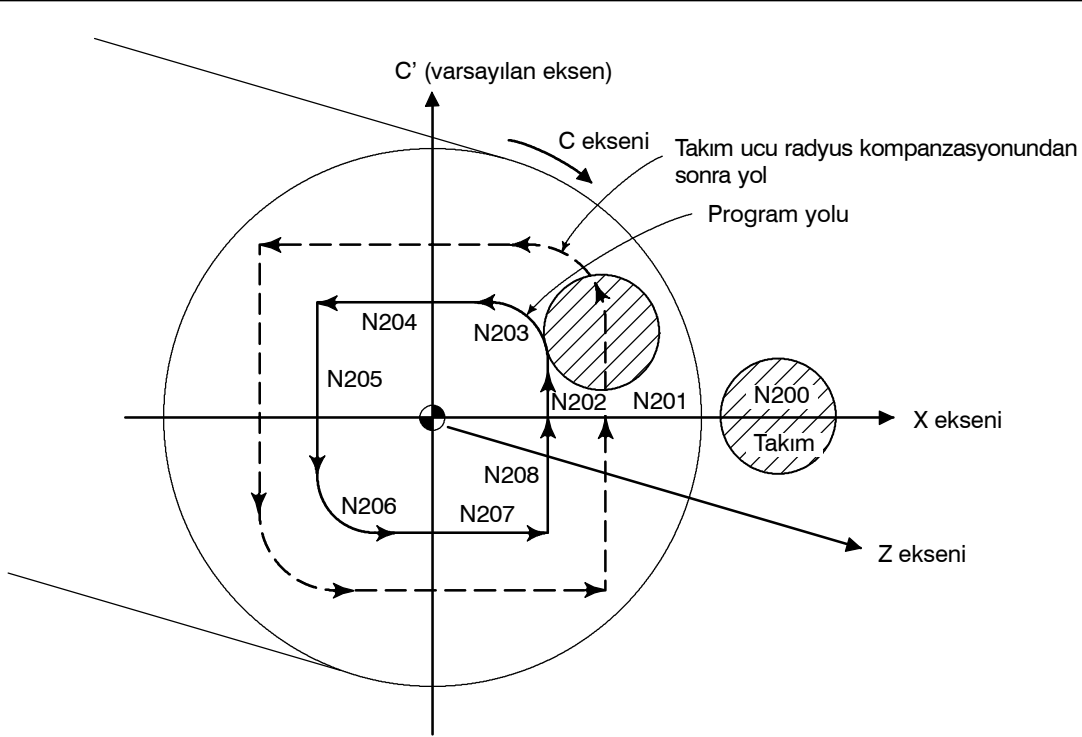 C’ (varsayılan eksen)
C ekseni
Takım ucu radyus kompanzasyonundan
sonra yol
Program yolu
N204
N203
N205
N202
N201
N200
X ekseni
Takım
N208
N206
N207
Z ekseni